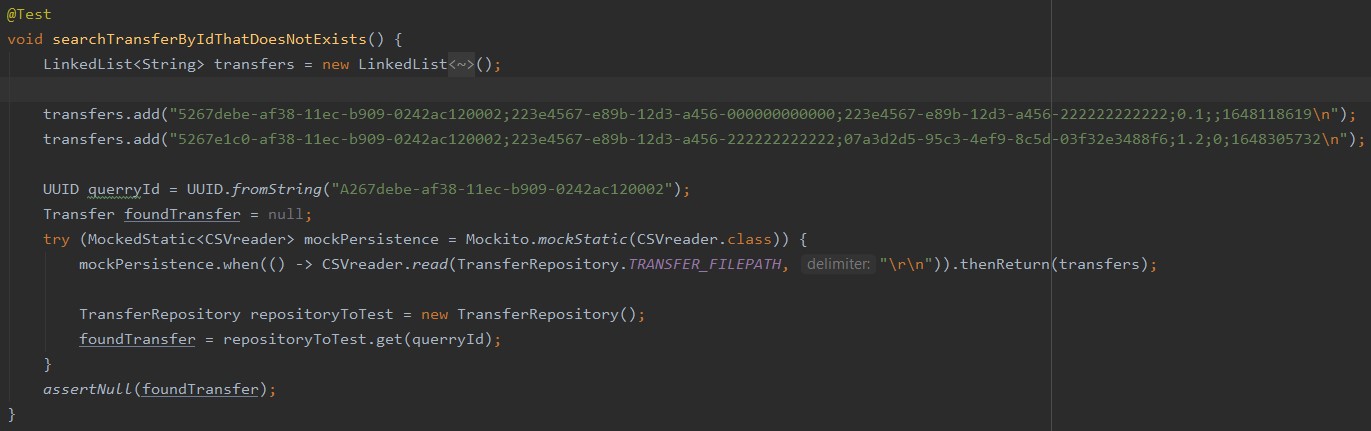 @Test
void searchTransferByIdThatDoesNotExists() {
    LinkedList<String> transfers = new LinkedList<~>();

    transfers.add("5267debe-af38-11ec-b909-0242ac120002;223e4567-e89b-12d3-a456-000000000000;223e4567-e89b-12d3-a456-222222222222;0.1;;1648118619\n");
    transfers.add("5267e1c0-af38-11ec-b909-0242ac120002;223e4567-e89b-12d3-a456-222222222222;07a3d2d5-95c3-4ef9-8c5d-03f32e3488f6;1.2;0;1648305732\n");

    UUID querryId = UUID.fromString("A267debe-af38-11ec-b909-0242ac120002");
    Transfer foundTransfer = null;
    try (MockedStatic<CSVreader> mockPersistence = Mockito.mockStatic(CSVreader.class)) {
        mockPersistence.when(() -> CSVreader.read(TransferRepository.TRANSFER_FILEPATH, delimiter: "\r\n")).thenReturn(transfers);

        TransferRepository repositoryToTest = new TransferRepository();
        foundTransfer = repositoryToTest.get(querryId);
    }
    assertNull(foundTransfer);
}